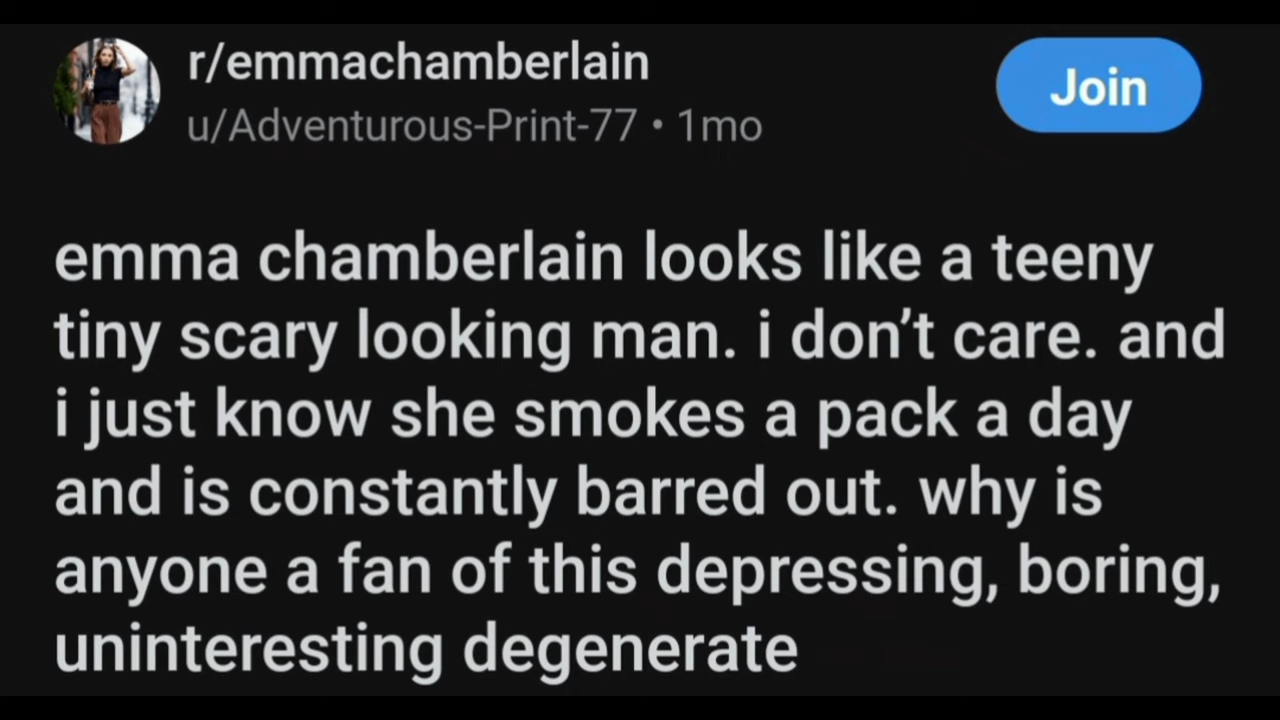 r/emmachamberlain
Join
u/Adventurous-Print-77 • 1mo
emma chamberlain looks like a teeny
tiny scary looking man. i don’t care. and
i just know she smokes a pack a day
and is constantly barred out. why is
anyone a fan of this depressing, boring,
uninteresting degenerate